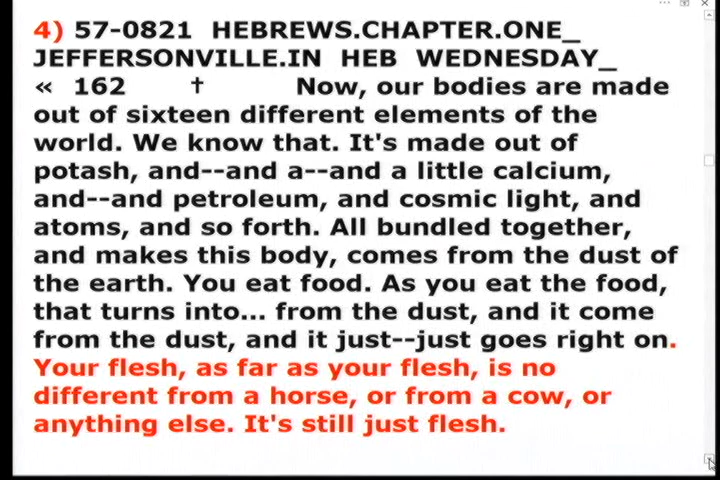 4) 57-0821 HEBREWS.CHAPTER.ONE_
JEFFERSONVILLE.IN HEB WEDNESDAY_
« 162 † Now, our bodies are made
out of sixteen different elements of the
world. We know that. It's made out of
potash, and--and a--and a little calcium,
and--and petroleum, and cosmic light, and
atoms, and so forth. All bundled together,
and makes this body, comes from the dust of
the earth. You eat food. As you eat the food,
that turns into... from the dust, and it come
from the dust, and it just--just goes right on.
Your flesh, as far as your flesh, is no
different from a horse, or from a cow, or
anything else. It's still just flesh.